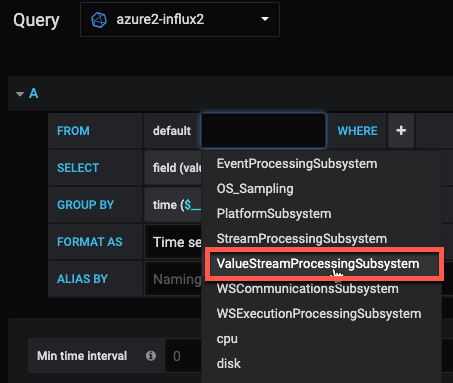 Query azure2-influx2
A
FROM default WHERE +
EventProcessingSubsystem
SELECT field (valu
OS_Sampling
GROUP BY time ($_
PlatformSubsystem
FORMAT AS Time se
StreamProcessingSubsystem
ValueStreamProcessingSubsystem
ALIAS BY Naming
WSCommunicationsSubsystem
WSExecutionProcessingSubsystem
cpu
Min time interval 0
disk